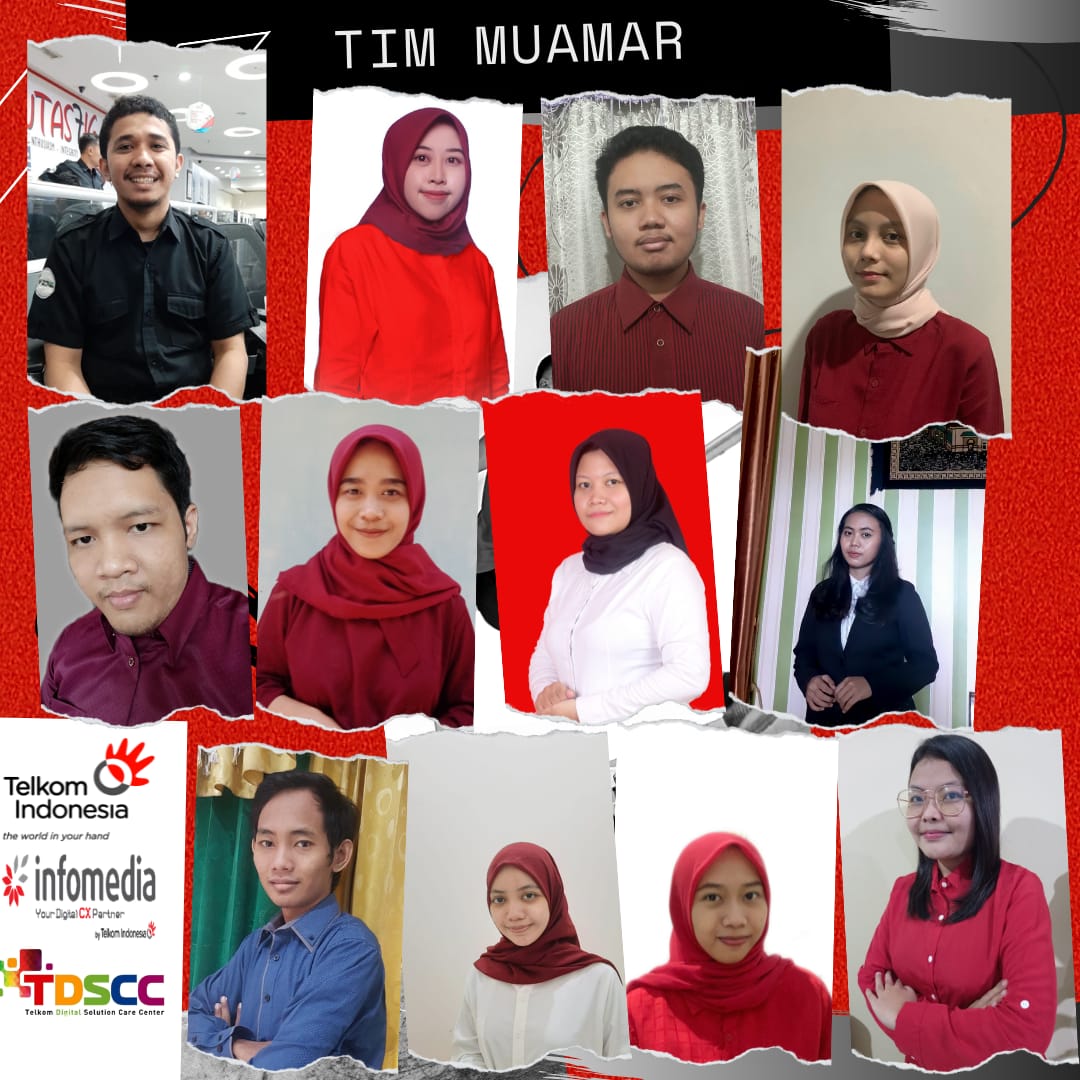 TIM MUAMAR
Telkom
Indonesia
the world in your hand
infomedia
Your Digital CX Partner
by Telkom Indonesia
TDSCC
Telkom Digital Solution Care Center